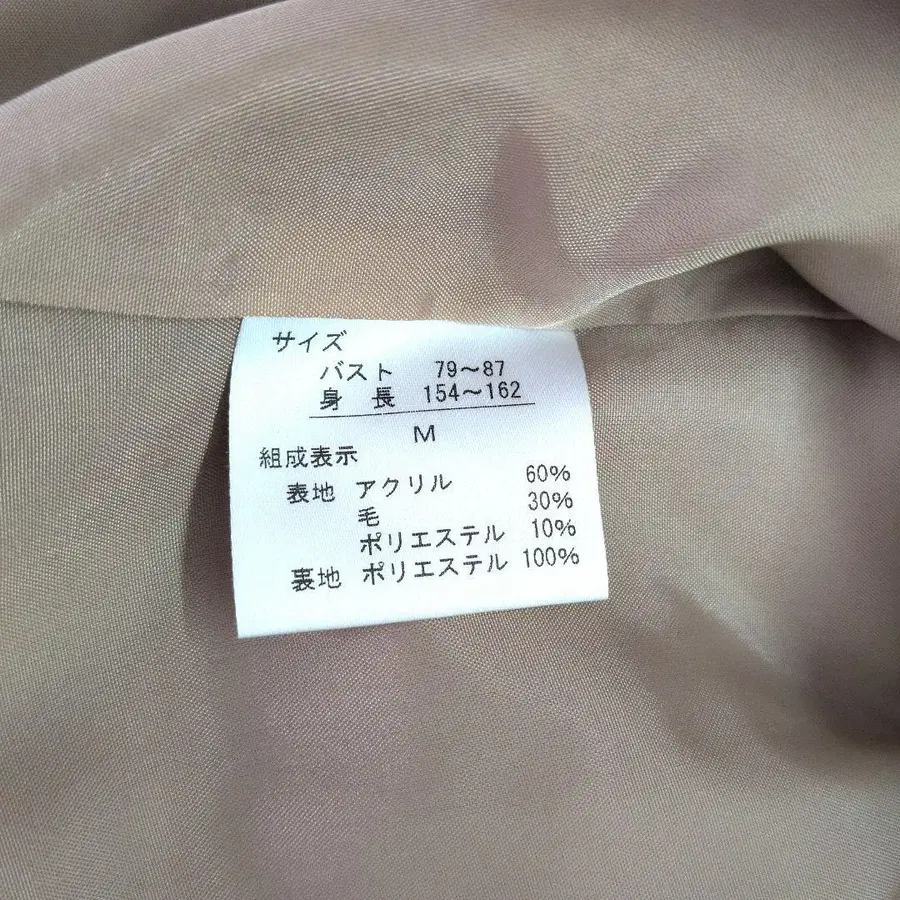 サイズ
バスト 79～87
身長 154～162
M
組成表示
表地 アクリル 60%
毛 30%
ポリエステル 10%
裏地 ポリエステル 100%